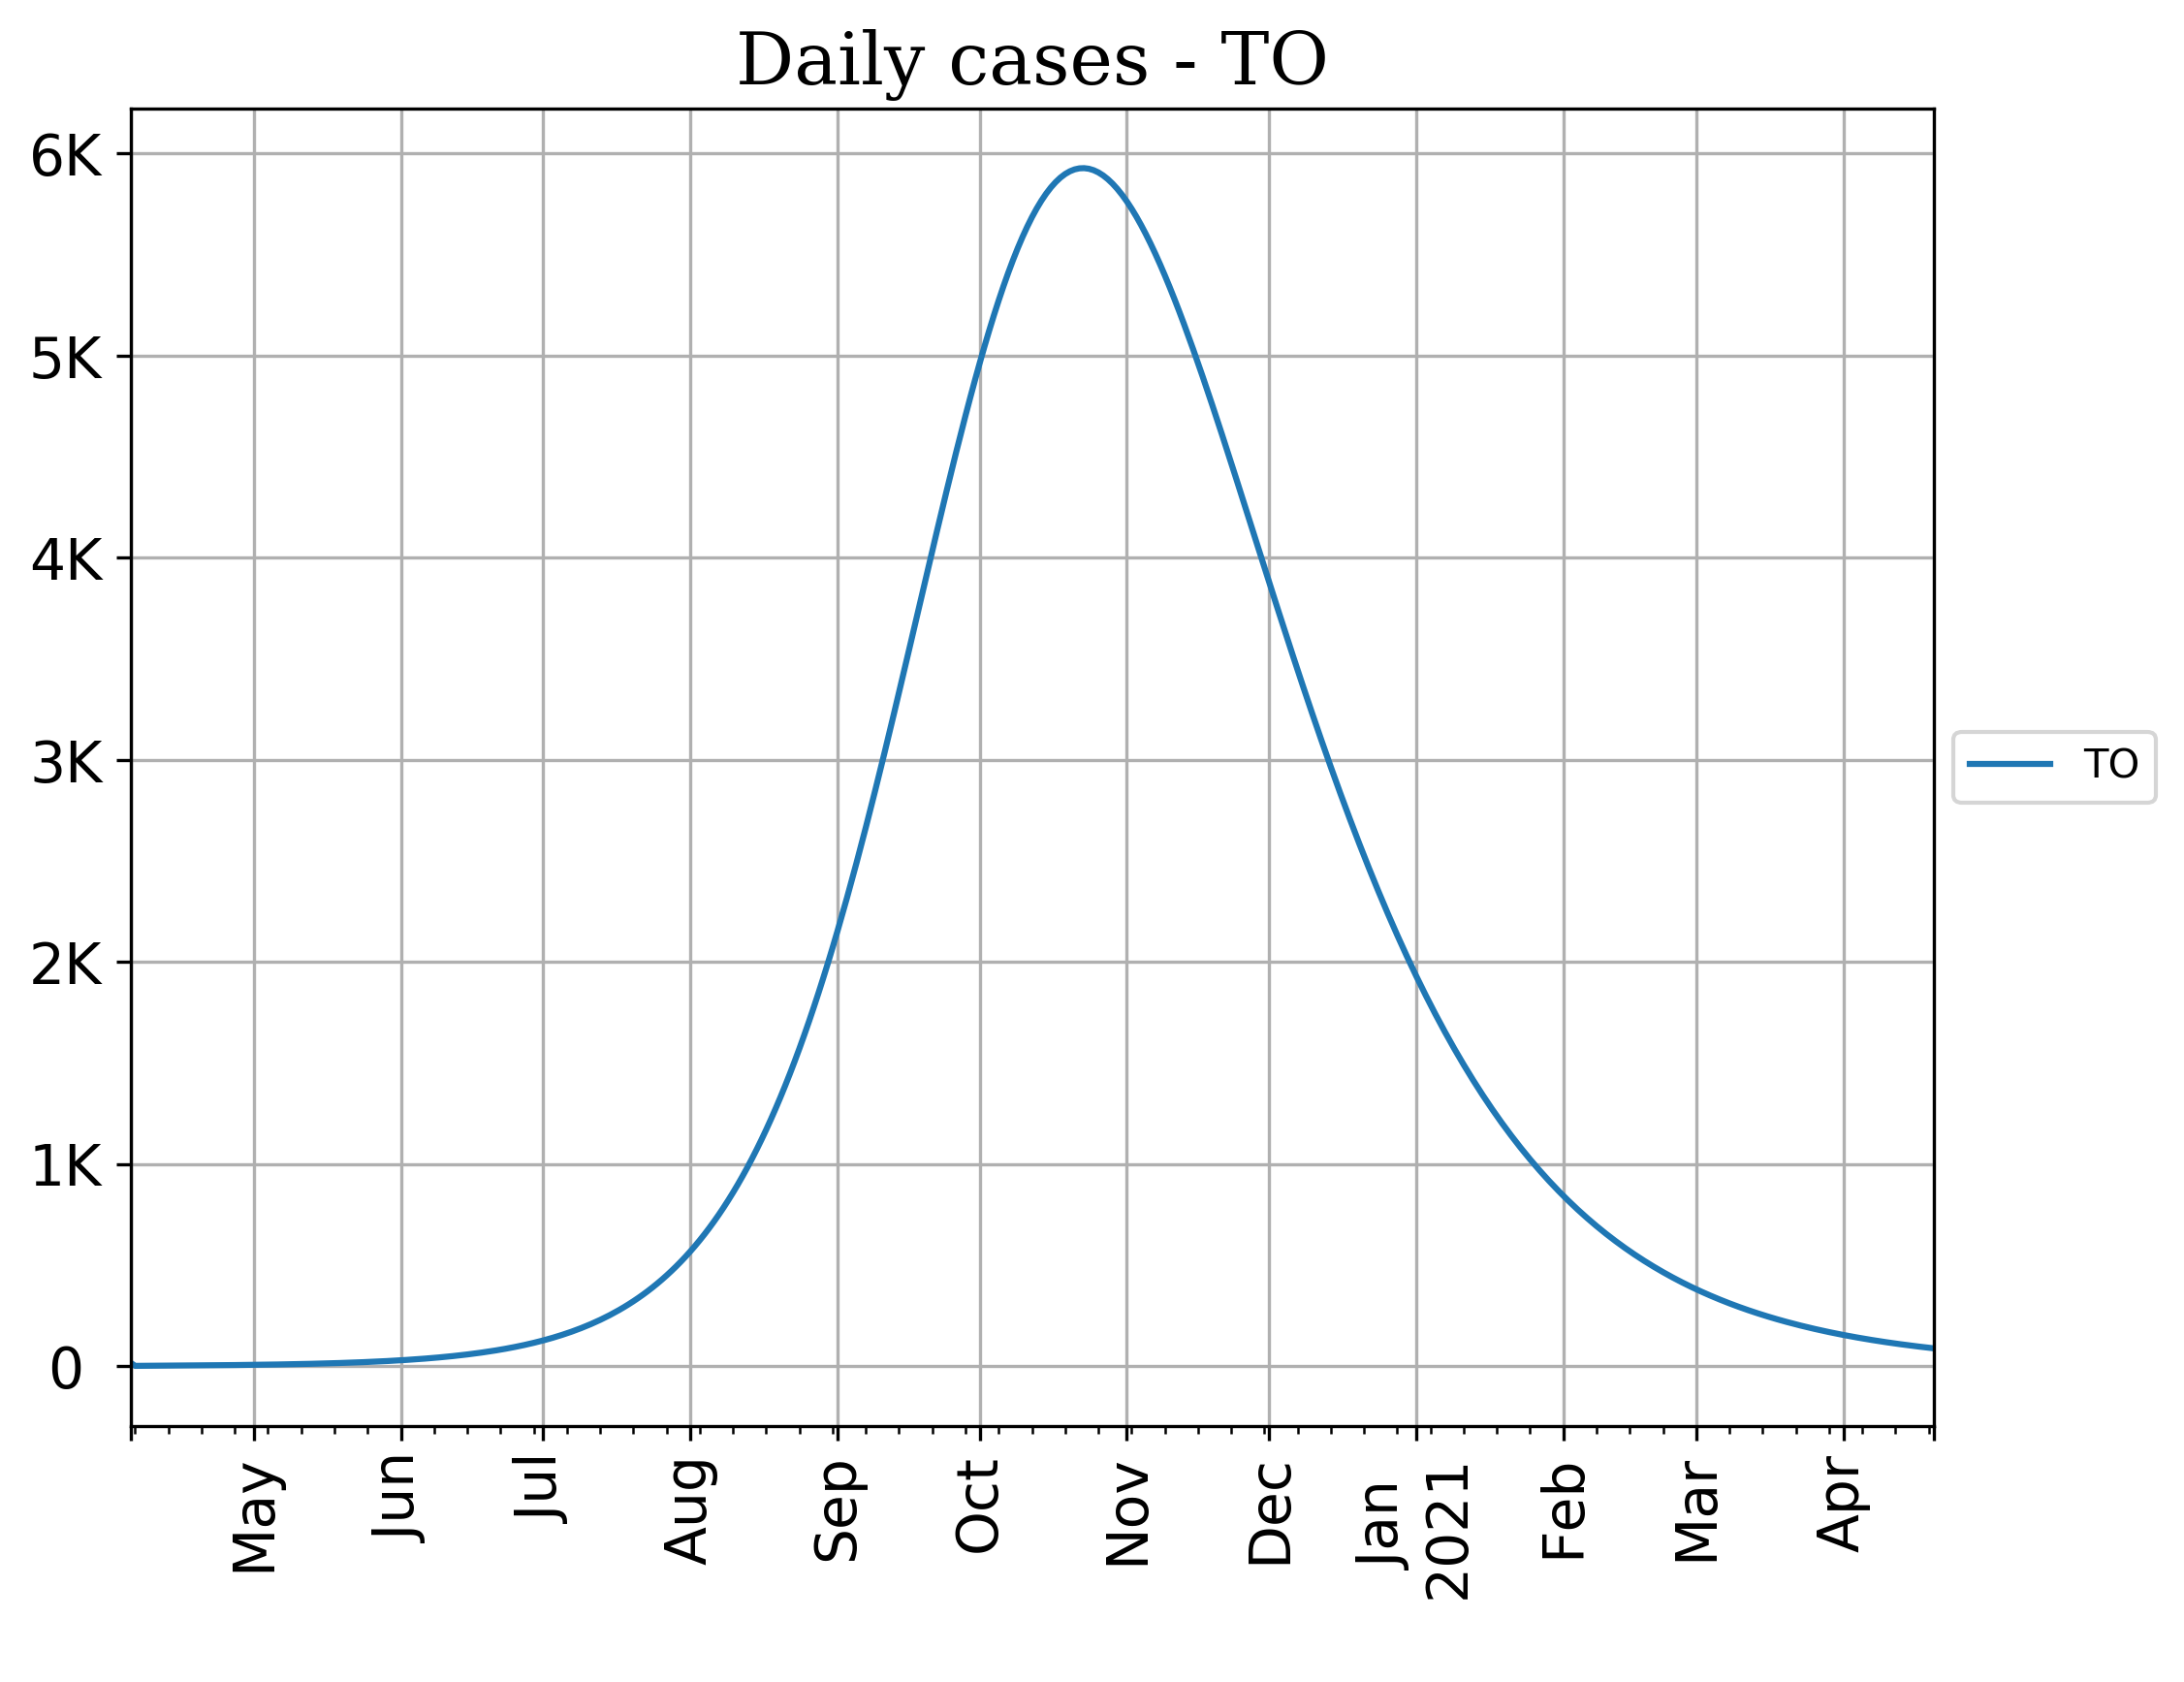 Daily cases - TO
6K
5K
4K
3K
2K
1K
0
TO
May
Jun
Jul
Aug
Sep
Oct
Nov
Dec
Jan
2021
Feb
Mar
Apr